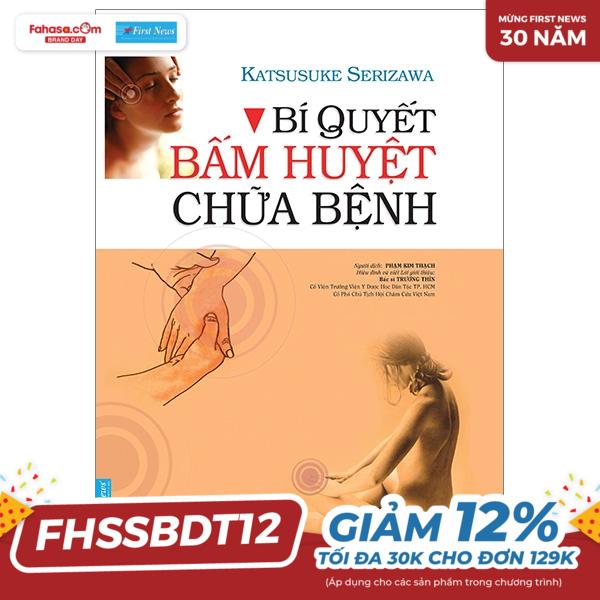 Fahasa.com
BRAND DAY
First News
MỪNG FIRST NEWS
30 NĂM
KATSUSUKE SERIZAWA
BÍ QUYẾT
BẤM HUYỆT
CHỮA BỆNH
Người dịch: PHẠM KIM THẠCH
Hiệu đính và viết Lời giới thiệu:
Bác sĩ TRƯƠNG THÌN
Cố Viện Trưởng Viện Y Dược Học Dân Tộc TP. HCM
Cố Phó Chủ Tịch Hội Châm Cứu Việt Nam
News
FHSSBDT12
GIẢM 12%
TỐI ĐA 30K CHO ĐƠN 129K
(Áp dụng cho các sản phẩm trong chương trình)